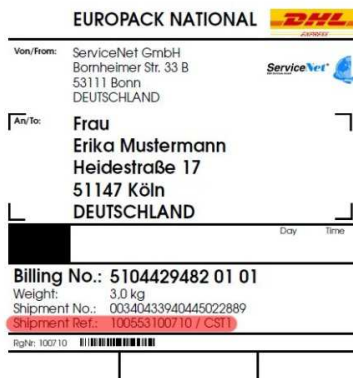 EUROPACK NATIONAL
DHL
EXPRESS
Von/From: ServiceNet GmbH
Bornheimer Str. 33 B
53111 Bonn
DEUTSCHLAND
ServiceNet
An/To: Frau
Erika Mustermann
Heidestraße 17
51147 Köln
DEUTSCHLAND
Day Time
Billing No.: 5104429482 01 01
Weight: 3,0 kg
Shipment No.: 00340433940445022889
Shipment Ref.: 100553100710 / CST1
RgNr: 100710